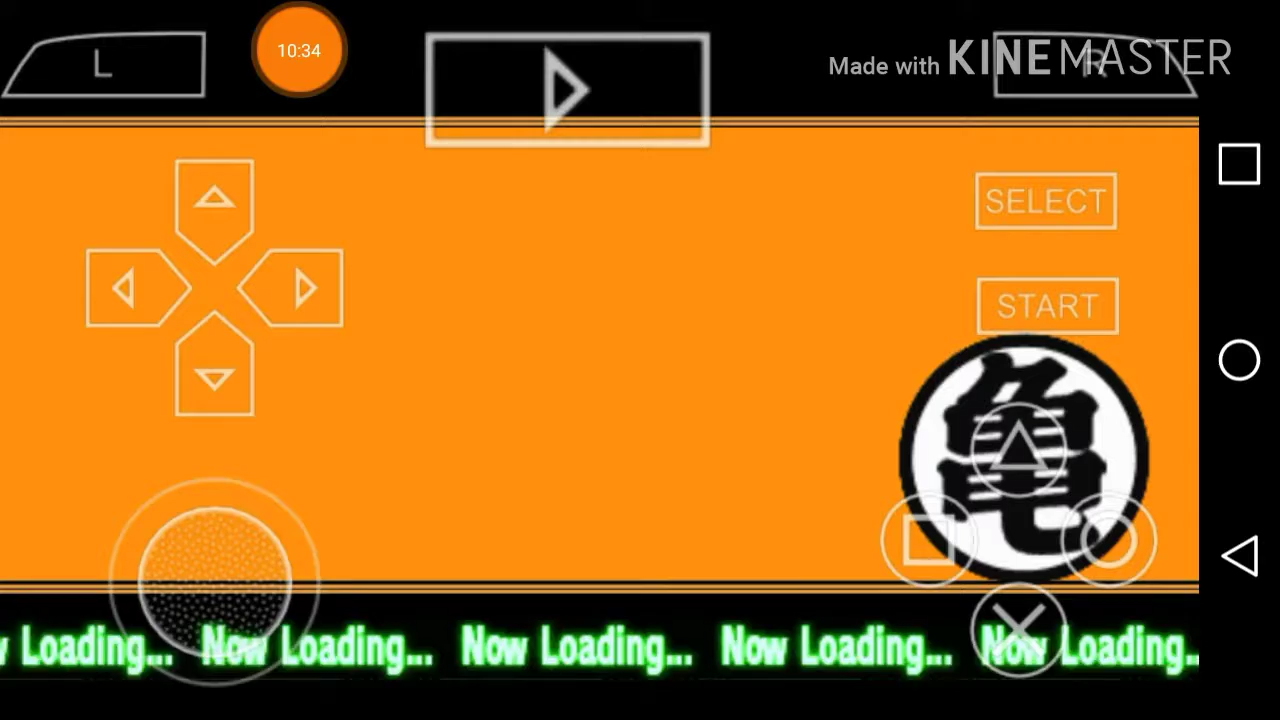 L
10:34
Made with KINEMASTER
R
SELECT
START
亀
Loading... Now Loading... Now Loading... Now Loading... Now Loading..